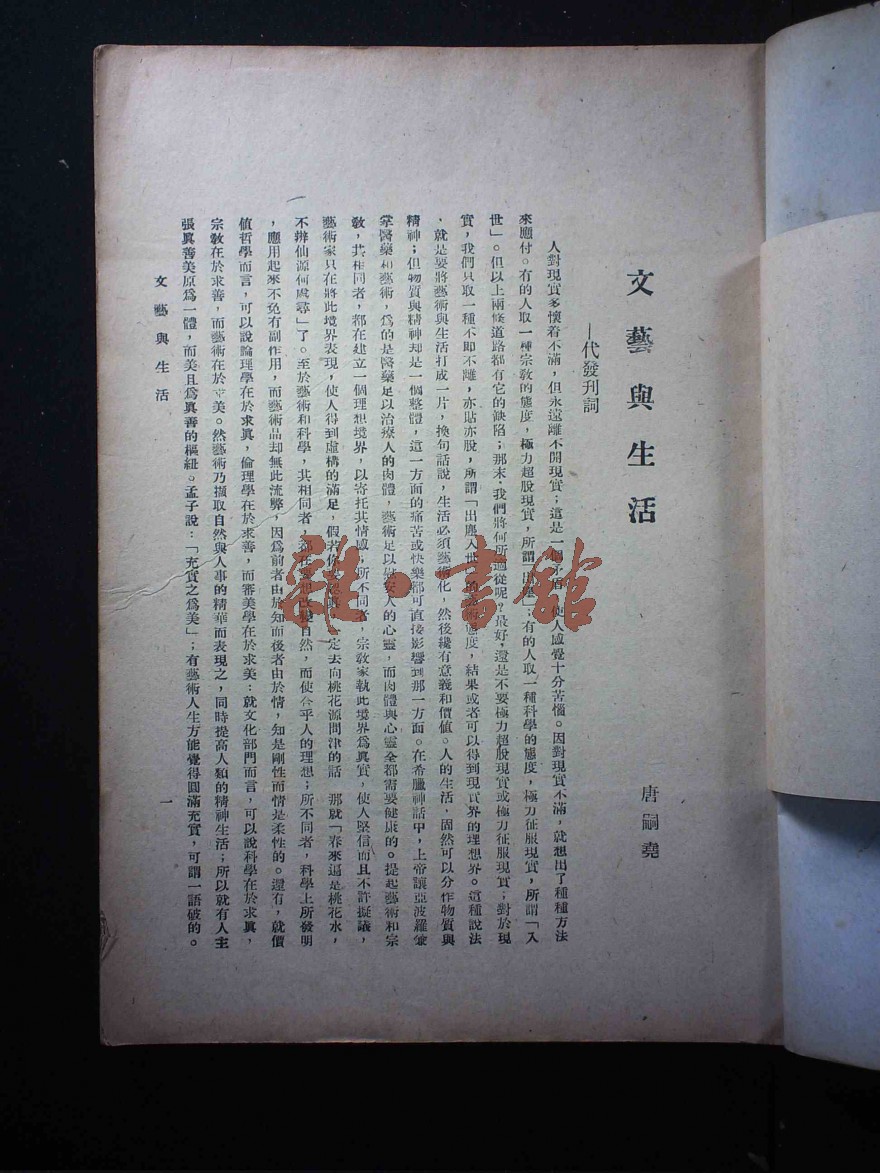 文藝與生活
—代發刊詞
唐嗣堯
人對現實多懷着不滿，但永遠離不開現實；這是一個矛盾，使人感覺十分苦惱。因對現實不滿，就想出了種種方法
來應付。有的人取一種宗教的態度，極力超脫現實，所謂「出塵」；有的人取一種科學的態度，極力征服現實，所謂「入
世」。但以上兩條道路都有它的缺陷；那末，我們將何所適從呢？最好，還是不要極力超脫現實或極力征服現實；對於現
實，我們只取一種不即不離，亦貼亦脫，所謂「出塵入世」的藝術態度，結果或者可以得到現實界的理想界。這種說法
，就是要將藝術與生活打成一片，換句話說，生活必須藝術化，然後纔有意義和價值。人的生活，固然可以分作物質與
精神；但物質與精神却是一個整體，這一方面的痛苦或快樂都可直接影響到那一方面。在希臘神話中，上帝讓亞波羅兼
掌醫藥和藝術，爲的是醫藥足以治療人的肉體，藝術足以慰安人的心靈，而肉體與心靈全都需要健康的。提起藝術和宗
教，其相同者，都在建立一個理想境界，以寄托其情感；所不同者，宗教家執此境界爲真實，使人堅信而且不許擬議，
藝術家只在將此境界表現，使人得到虛構的滿足，假若你一定去向桃花源問津的話，那就「春來遍是桃花水，
不辨仙源何處尋」了。至於藝術和科學，其相同者，都在自然，而使合乎人的理想；所不同者，科學上所發明
，應用起來不免有副作用，而藝術品却無此流弊，因爲前者由於知而後者由於情，知是剛性而情是柔性的。還有，就價
值哲學而言，可以說論理學在於求眞，倫理學在於求善，而審美學在於求美：就文化部門而言，可以說科學在於求眞，
宗教在於求善，而藝術在於求美。然藝術乃擷取自然與人事的精華而表現之，同時提高人類的精神生活；所以就有人主
張眞善美原爲一體，而美且爲眞善的樞紐。孟子說：「充實之爲美」；有藝術人生方能覺得圓滿充實，可謂一語破的。
文藝與生活
一
雜·書館